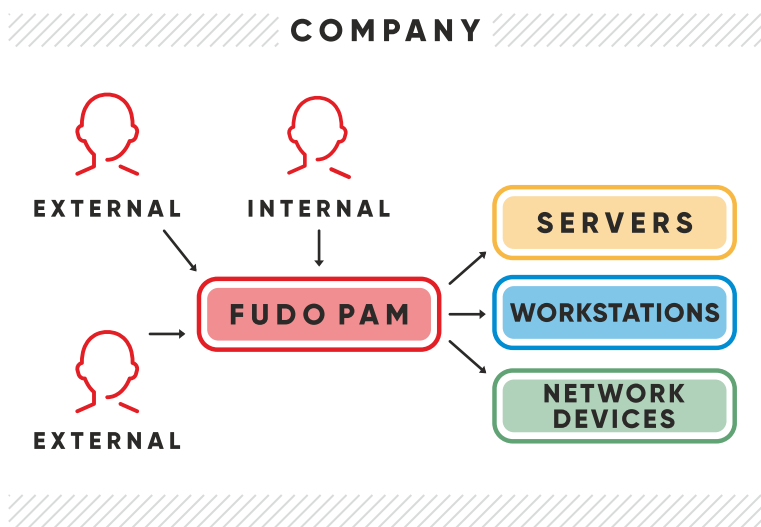 COMPANY
EXTERNAL
INTERNAL
SERVERS
FUDO PAM
WORKSTATIONS
NETWORK
DEVICES
EXTERNAL